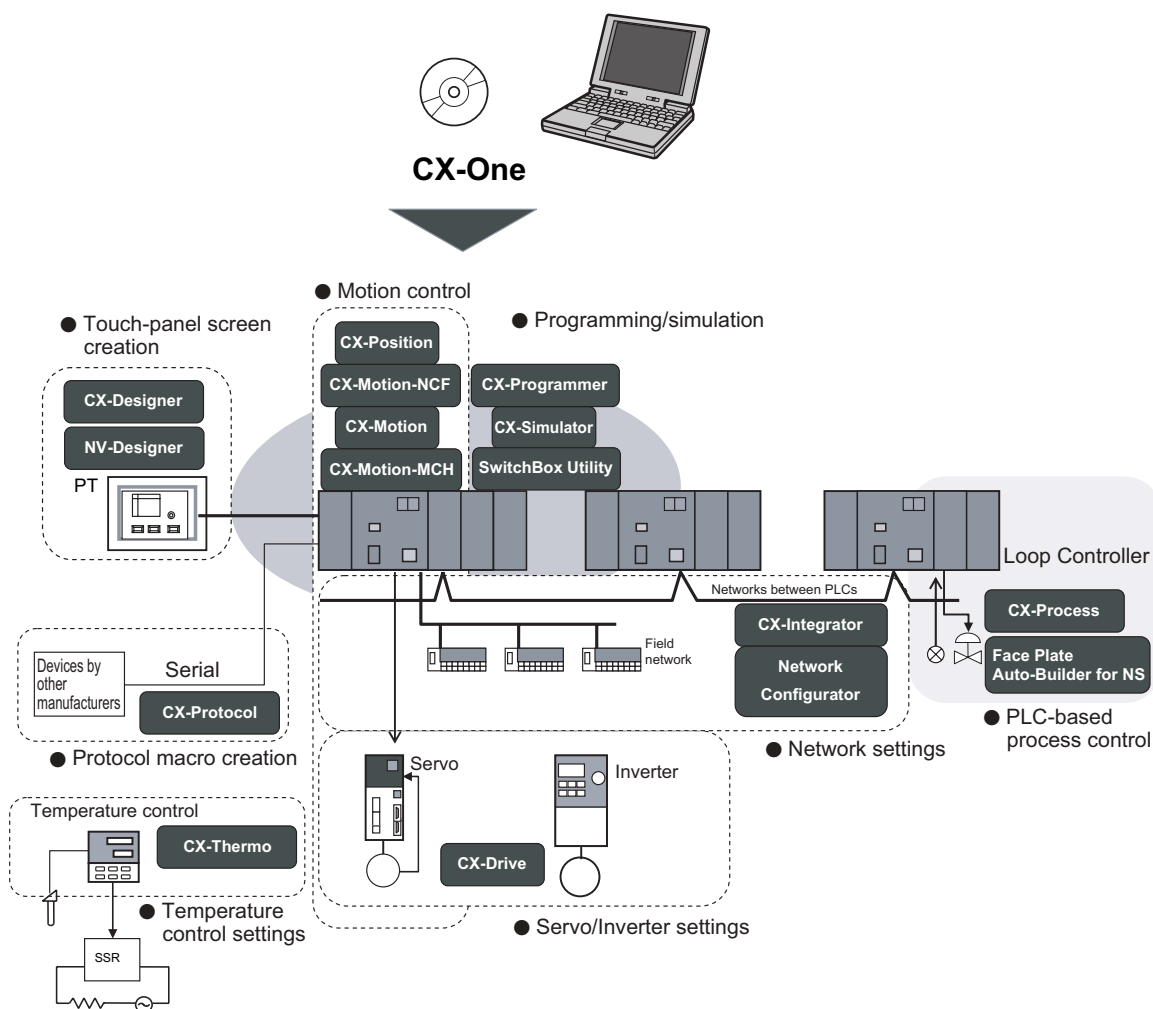 CX-One
● Motion control
● Touch-panel screen
creation
● Programming/simulation
CX-Position
CX-Designer
CX-Motion-NCF
CX-Programmer
CX-Motion
CX-Simulator
NV-Designer
CX-Motion-MCH
SwitchBox Utility
PT
Loop Controller
Networks between PLCs
CX-Process
CX-Integrator
Field
network
Face Plate
Auto-Builder for NS
Network
Configurator
Devices by
other
manufacturers
Serial
CX-Protocol
● PLC-based
process control
● Network settings
● Protocol macro creation
Servo
Inverter
Temperature control
CX-Thermo
CX-Drive
● Temperature
control settings
● Servo/Inverter settings
SSR